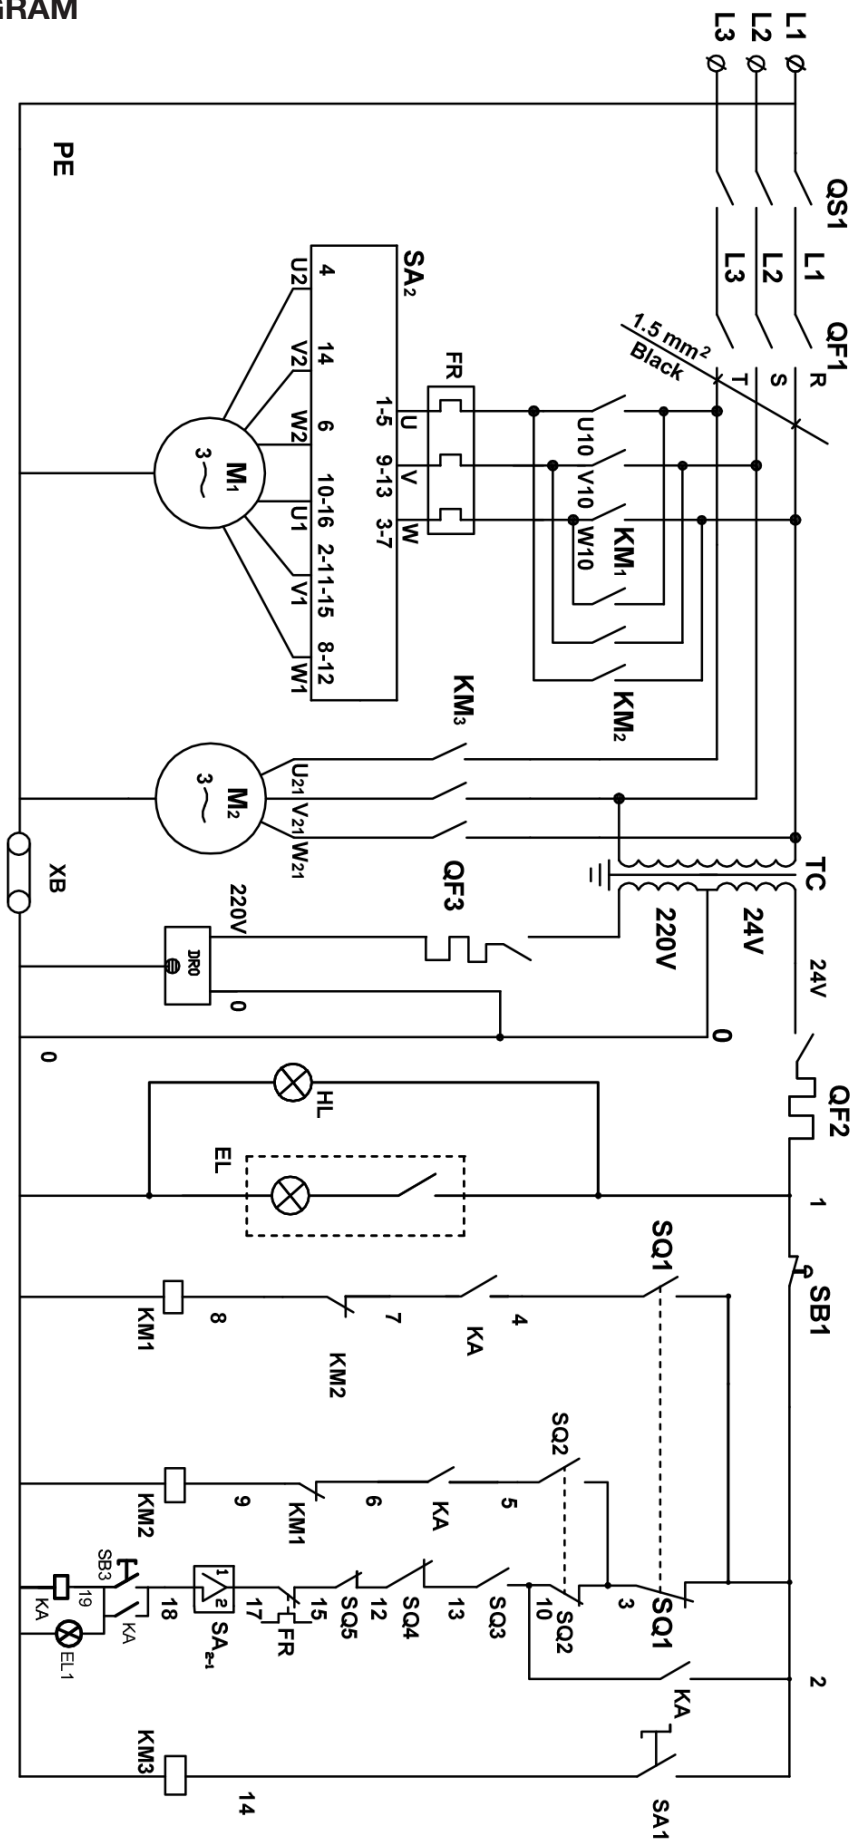 GRAM
L1
L2
L3
QS1
L1
L2
L3
QF1
R
S
T
1.5 mm²
Black
PE
SA₂
FR
U10
V10
W10
KM₁
KM₂
1-5
U
9-13
V
3-7
W
4
U2
14
V2
6
W2
10-16
U1
2-11-15
V1
8-12
W1
M₁
3~
KM₃
U₂₁
V₂₁
W₂₁
M₂
3~
XB
TC
24V
220V
24V
QF3
220V
DRO
0
0
0
QF2
HL
EL
1
SB1
SQ1
4
KA
7
KM2
8
KM1
SQ2
5
KA
6
KM1
9
KM2
SQ1
3
SQ2
10
SQ3
13
SQ4
12
SQ5
15
FR
17
1
2
SA₂₋₁
18
SB3
KA
19
KA
EL1
2
KA
SA1
14
KM3